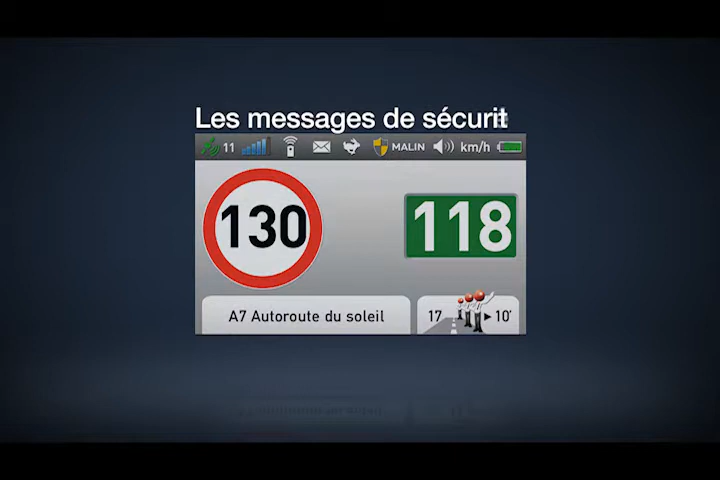 Les messages de sécurit
11 MALIN km/h
130 118
A7 Autoroute du soleil 17 10'